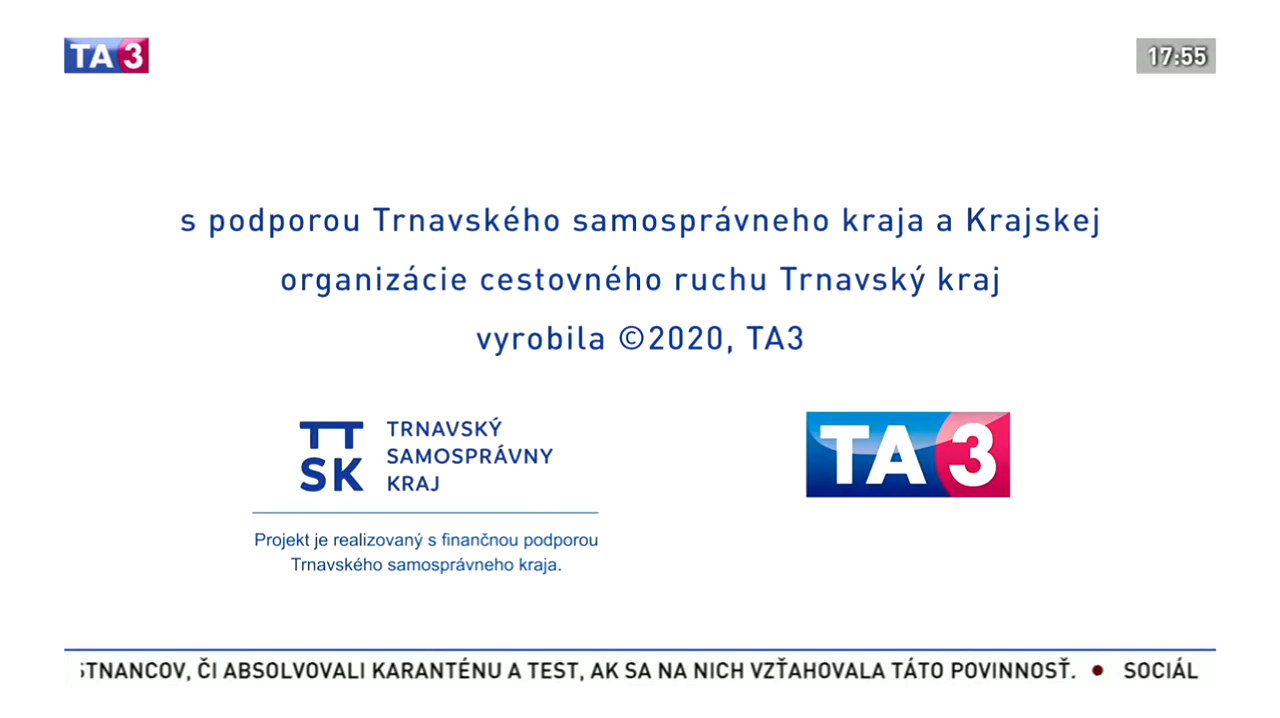 TA3
17:55
s podporou Trnavského samosprávneho kraja a Krajskej
organizácie cestovného ruchu Trnavský kraj
vyrobila ©2020, TA3
TTSK
TRNAVSKÝ
SAMOSPRÁVNY
KRAJ
TA3
Projekt je realizovaný s finančnou podporou
Trnavského samosprávneho kraja.
TNANCOV, ČI ABSOLVOVALI KARANTÉNU A TEST, AK SA NA NICH VZŤAHOVALA TÁTO POVINNOSŤ. • SOCIÁL